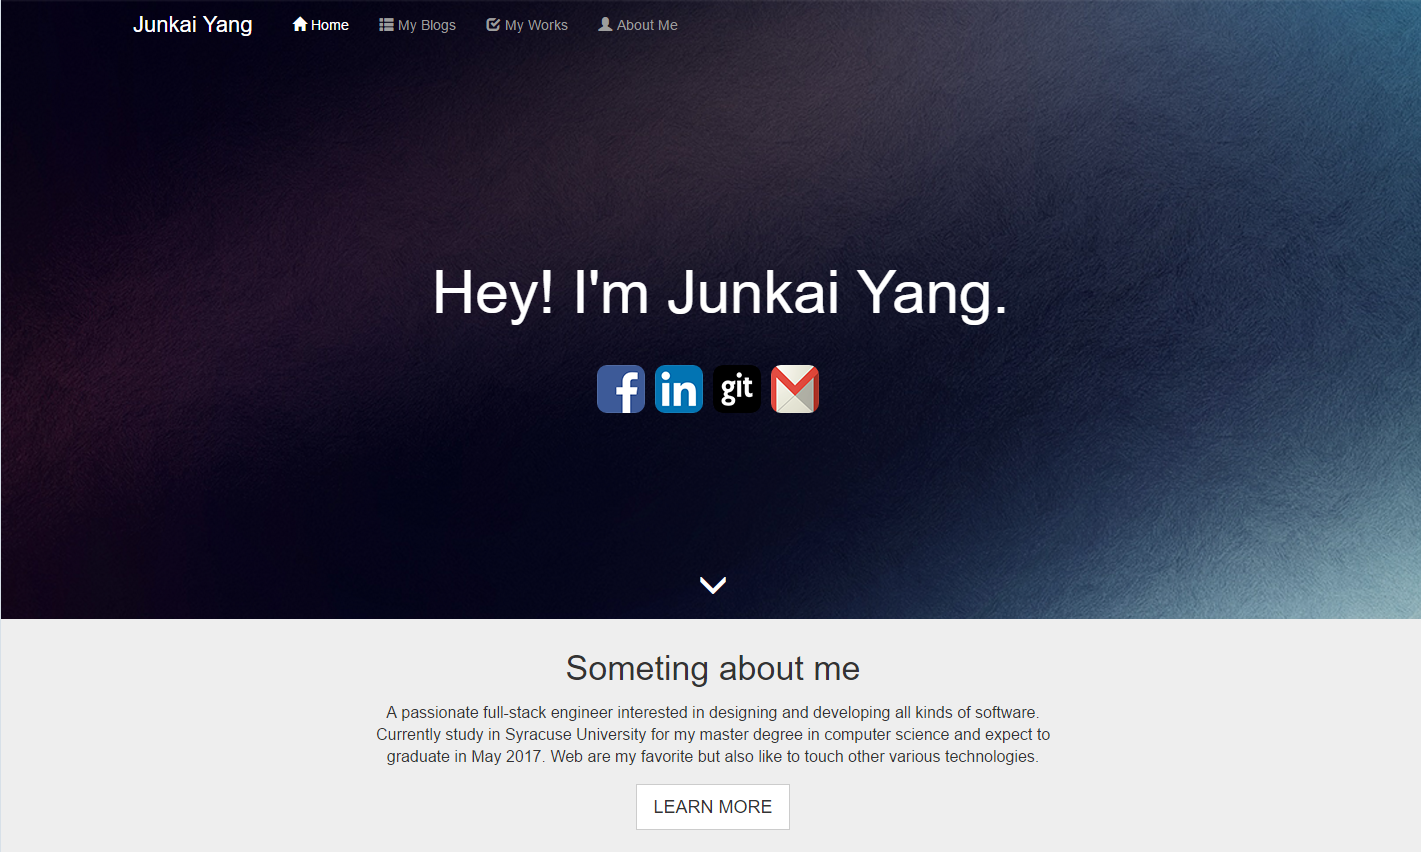 Junkai Yang Home My Blogs My Works About Me
Hey! I'm Junkai Yang.
f in git M
Someting about me
A passionate full-stack engineer interested in designing and developing all kinds of software.
Currently study in Syracuse University for my master degree in computer science and expect to
graduate in May 2017. Web are my favorite but also like to touch other various technologies.
LEARN MORE